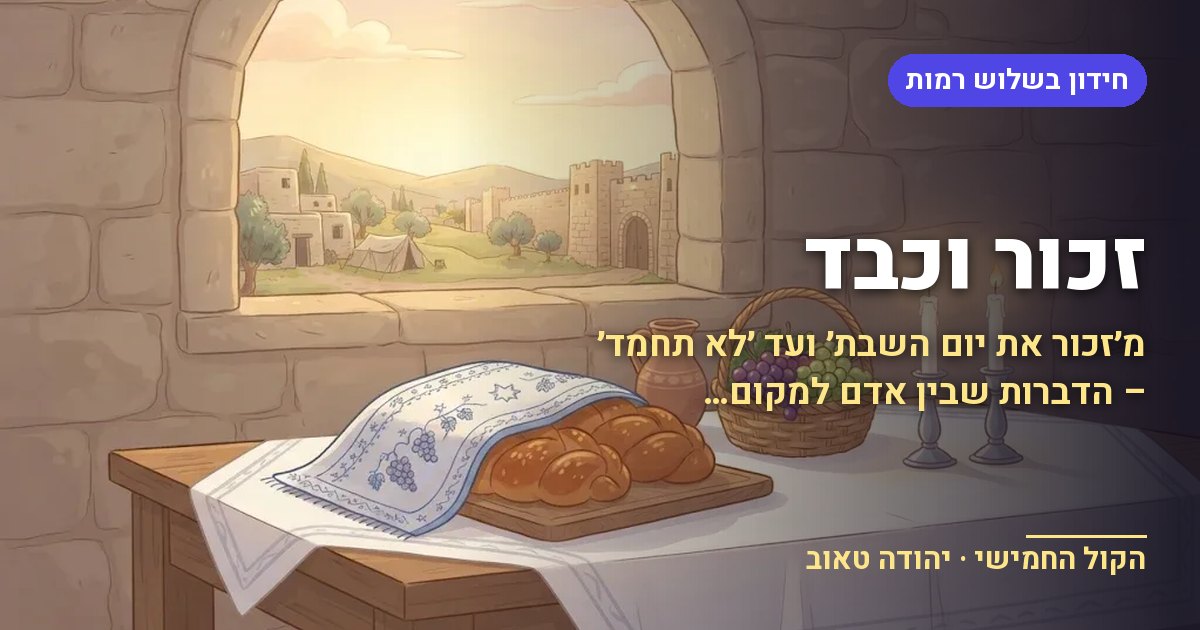 חידון בשלוש רמות
זכור וכבד
מ'זכור את יום השבת' ועד 'לא תחמד'
– הדברות שבין אדם למקום...
הקול החמישי · יהודה טאוב